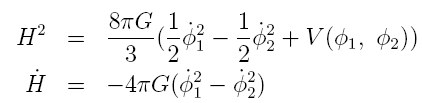 $H^2 = \frac{8\pi G}{3}(\frac{1}{2}\dot{\phi}_1^2 - \frac{1}{2}\dot{\phi}_2^2 + V(\phi_1,\ \phi_2))$
$\dot{H} = -4\pi G(\dot{\phi}_1^2 - \dot{\phi}_2^2)$